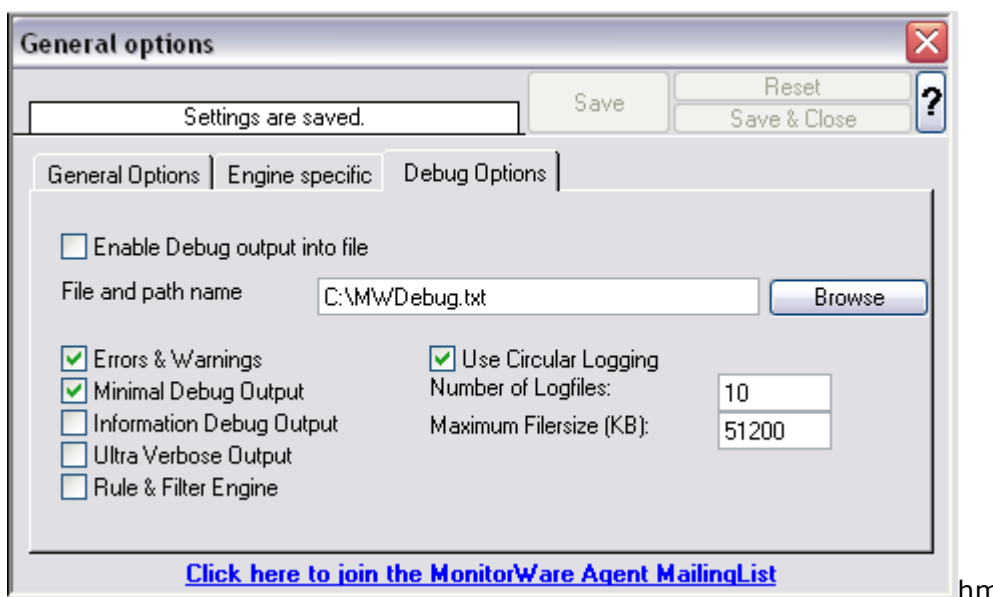 General options
Settings are saved.
Save
Reset
Save & Close
?
General Options
Engine specific
Debug Options
Enable Debug output into file
File and path name
C:\MWDebug.txt
Browse
Errors & Warnings
Use Circular Logging
Minimal Debug Output
Number of Logfiles:
10
Information Debug Output
Maximum Filersize (KB):
51200
Ultra Verbose Output
Rule & Filter Engine
Click here to join the MonitorWare Agent MailingList